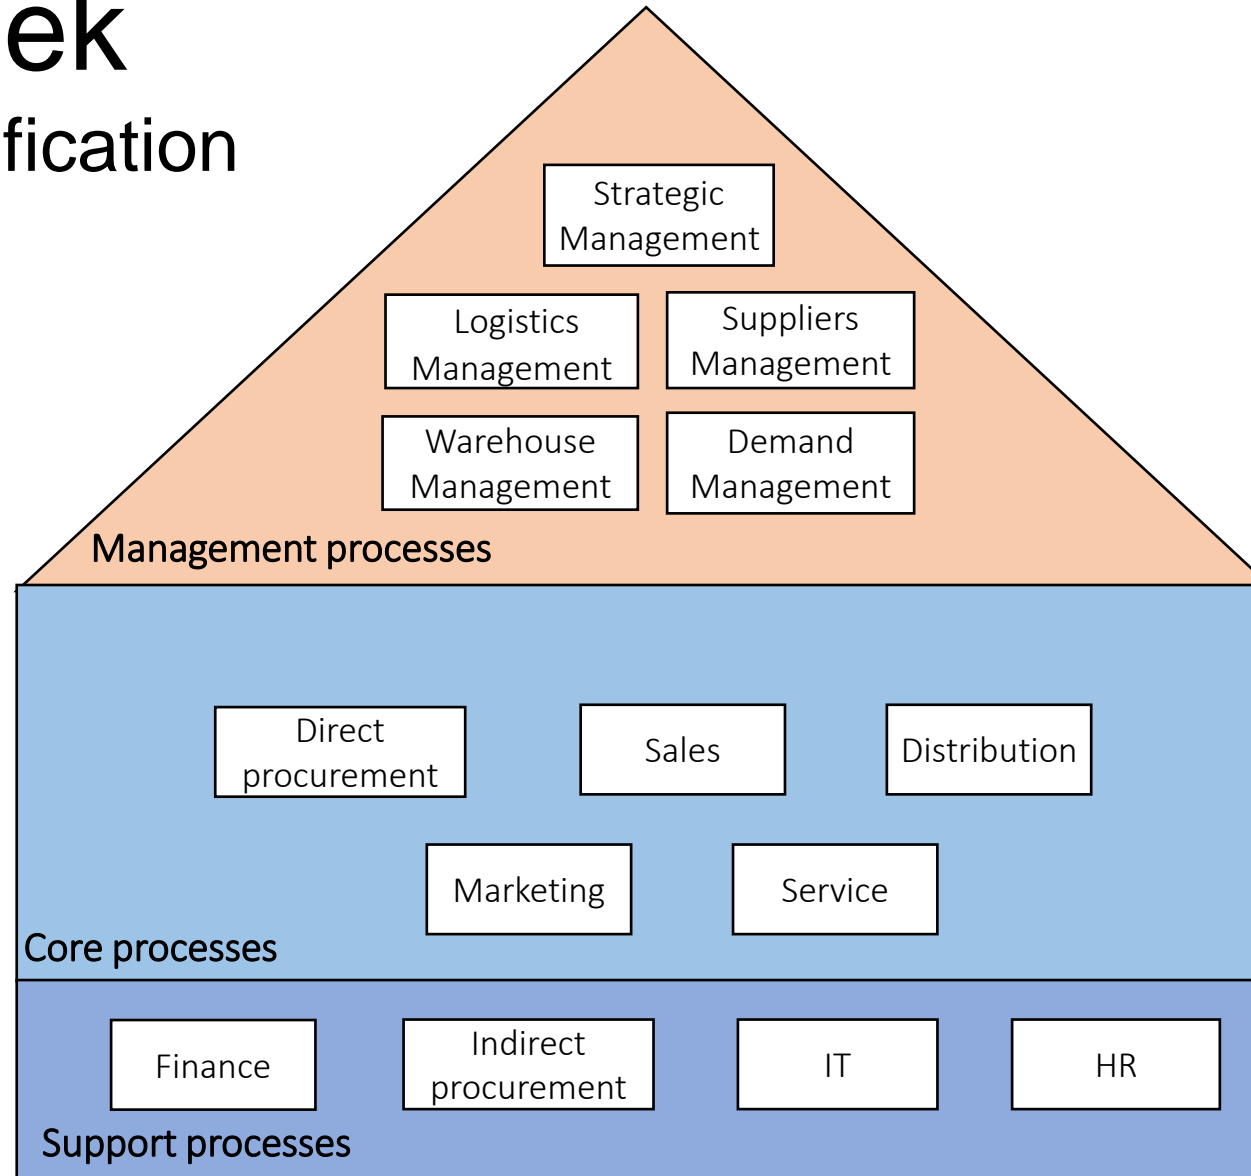 ek
fication
Strategic
Management
Logistics
Management
Suppliers
Management
Warehouse
Management
Demand
Management
Management processes
Direct
procurement
Sales
Distribution
Marketing
Service
Core processes
Finance
Indirect
procurement
IT
HR
Support processes